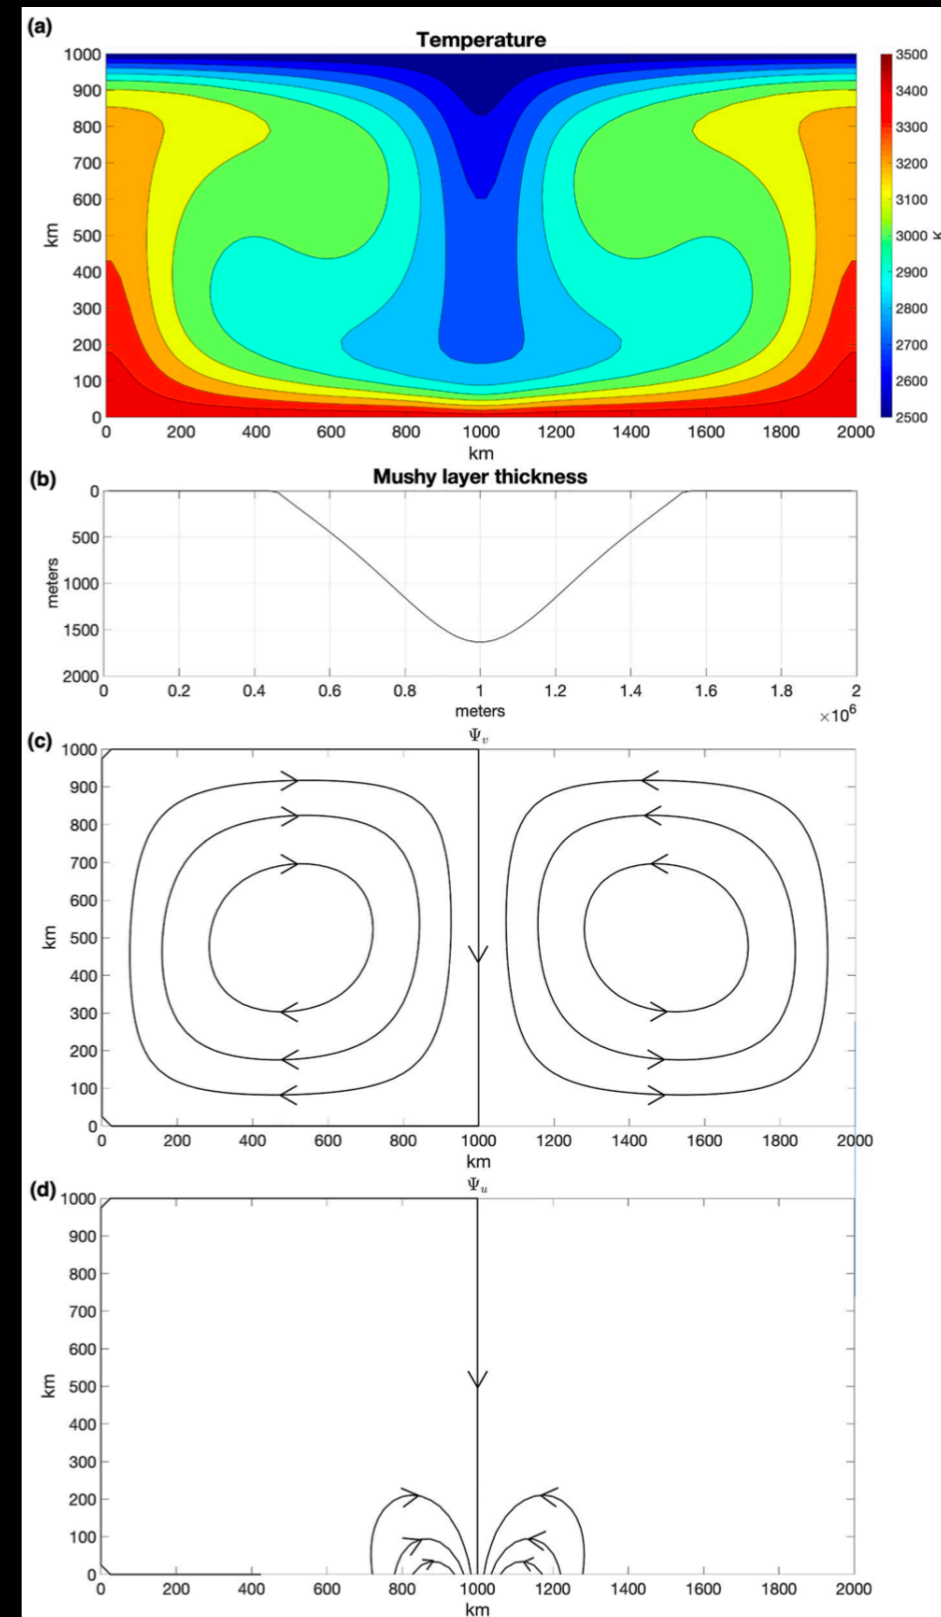 (a)
Temperature
1000
900
800
700
600
500
400
300
200
100
0
km
0 200 400 600 800 1000 1200 1400 1600 1800 2000
km
3500
3400
3300
3200
3100
3000
2900
2800
2700
2600
2500
K
(b)
Mushy layer thickness
0
500
1000
1500
2000
meters
0 0.2 0.4 0.6 0.8 1 1.2 1.4 1.6 1.8 2
meters
×10⁶
(c)
Ψᵥ
1000
900
800
700
600
500
400
300
200
100
0
km
0 200 400 600 800 1000 1200 1400 1600 1800 2000
km
(d)
Ψᵤ
1000
900
800
700
600
500
400
300
200
100
0
km
0 200 400 600 800 1000 1200 1400 1600 1800 2000
km